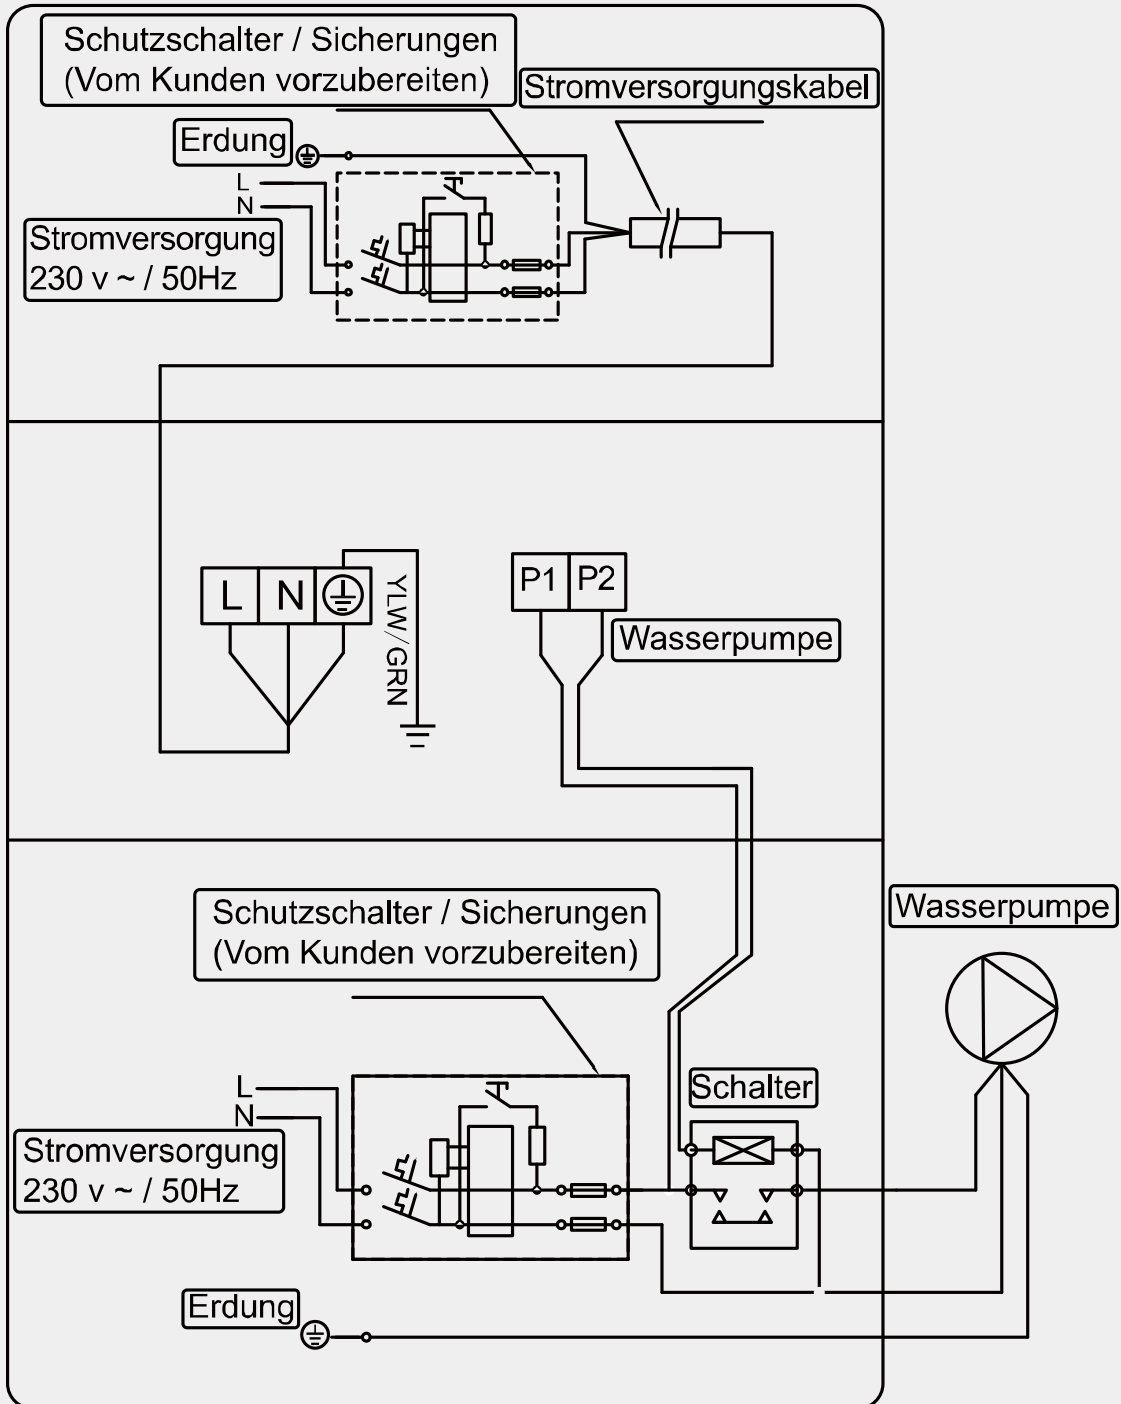 Schutzschalter / Sicherungen
(Vom Kunden vorzubereiten)
Stromversorgungskabel
Erdung
L
N
Stromversorgung
230 v ~ / 50Hz
L N
YLW/GRN
P1 P2
Wasserpumpe
Schutzschalter / Sicherungen
(Vom Kunden vorzubereiten)
Wasserpumpe
Schalter
L
N
Stromversorgung
230 v ~ / 50Hz
Erdung